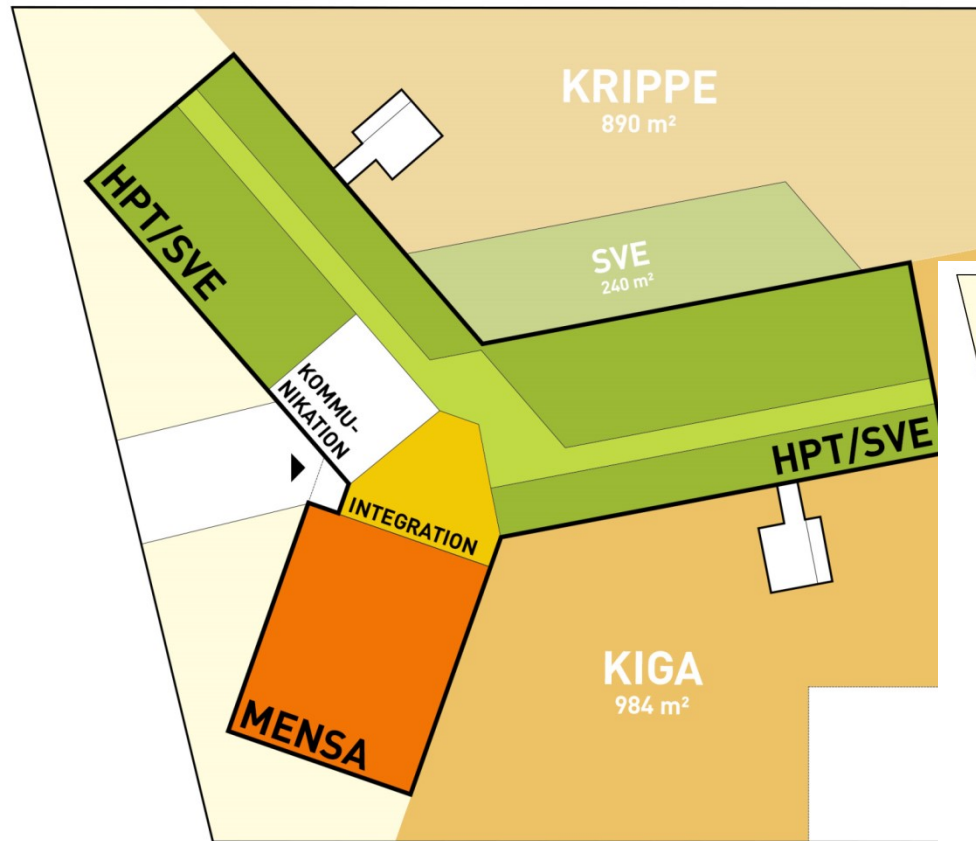 KRIPPE
890 m²
HPT/SVE
SVE
240 m²
KOMMU-
NIKATION
HPT/SVE
INTEGRATION
KIGA
984 m²
MENSA